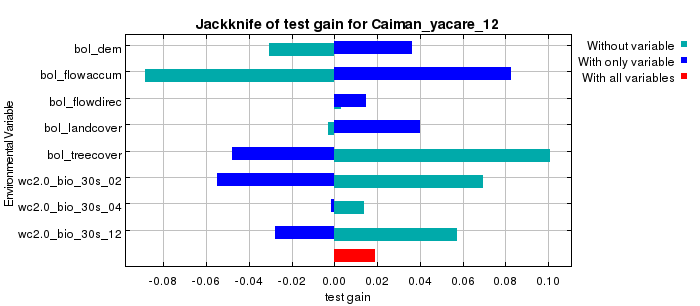 Jackknife of test gain for Caiman_yacare_12
Environmental Variable
bol_dem
bol_flowaccum
bol_flowdirec
bol_landcover
bol_treecover
wc2.0_bio_30s_02
wc2.0_bio_30s_04
wc2.0_bio_30s_12
-0.08 -0.06 -0.04 -0.02 0.00 0.02 0.04 0.06 0.08 0.10
test gain
Without variable
With only variable
With all variables